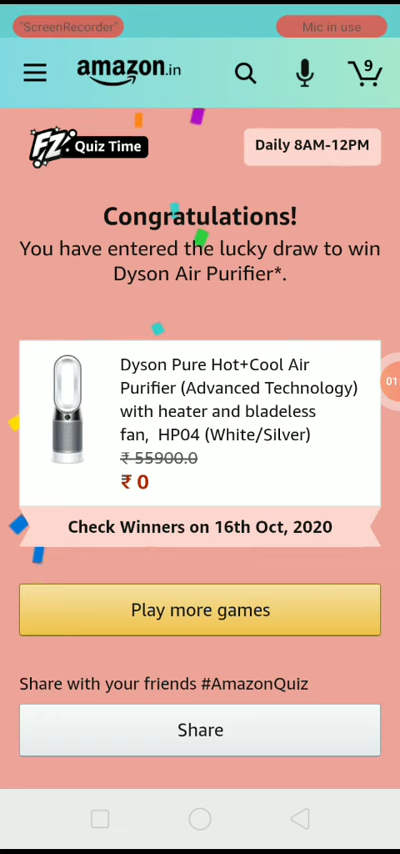 "ScreenRecorder" Mic in use
amazon.in 9
FZ Quiz Time Daily 8AM-12PM
Congratulations!
You have entered the lucky draw to win
Dyson Air Purifier*.
Dyson Pure Hot+Cool Air
Purifier (Advanced Technology)
with heater and bladeless
fan, HP04 (White/Silver)
₹ 55900.0
₹ 0
Check Winners on 16th Oct, 2020
Play more games
Share with your friends #AmazonQuiz
Share